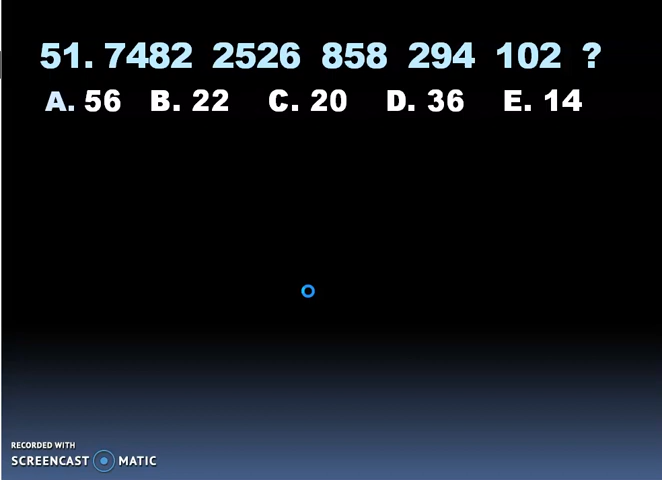 51. 7482 2526 858 294 102 ?
A. 56 B. 22 C. 20 D. 36 E. 14
RECORDED WITH
SCREENCAST MATIC